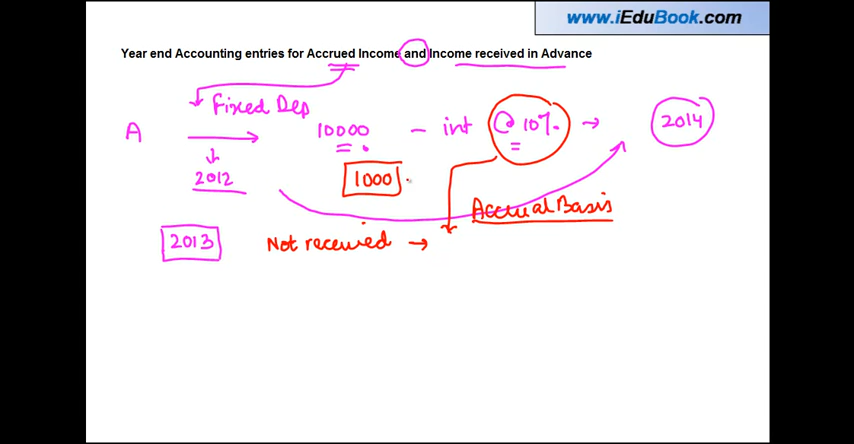 www.iEduBook.com
Year end Accounting entries for Accrued Income and Income received in Advance
Fixed Dep
A 10000 - int @ 10% 2014
2012 1000
Accrual Basis
2013 Not received